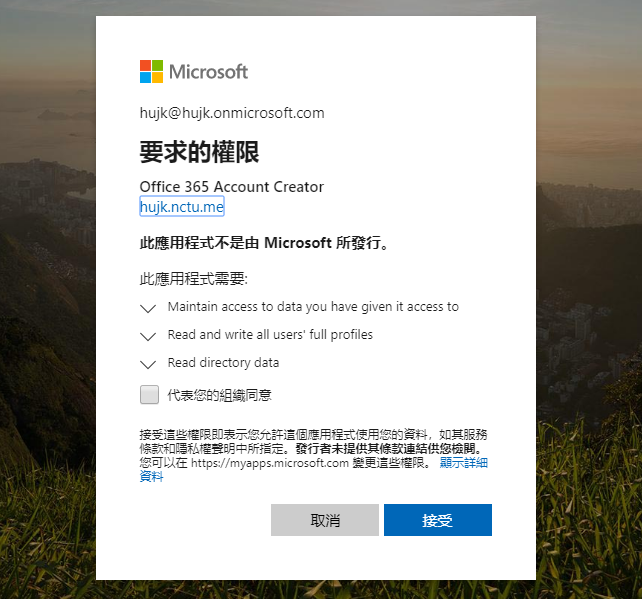 Microsoft
hujk@hujk.onmicrosoft.com
要求的權限
Office 365 Account Creator
hujk.nctu.me
此應用程式不是由 Microsoft 所發行。
此應用程式需要:
Maintain access to data you have given it access to
Read and write all users' full profiles
Read directory data
代表您的組織同意
接受這些權限即表示您允許這個應用程式使用您的資料，如其服務
條款和隱私權聲明中所指定。發行者未提供其條款連結供您檢閱。
您可以在 https://myapps.microsoft.com 變更這些權限。 顯示詳細
資料
取消
接受